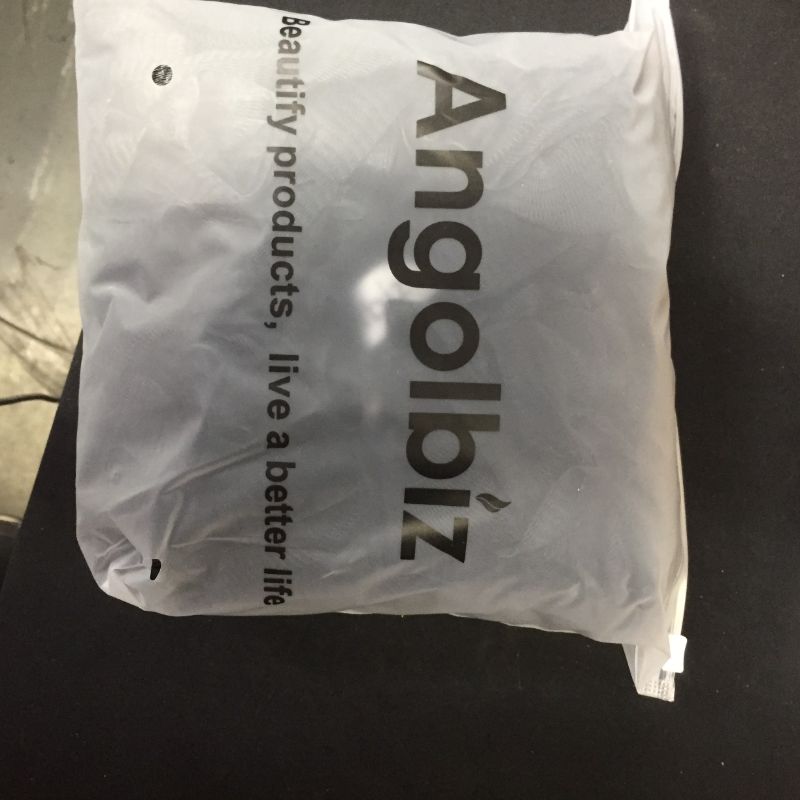 Angolbiz
Beautify products, live a better life